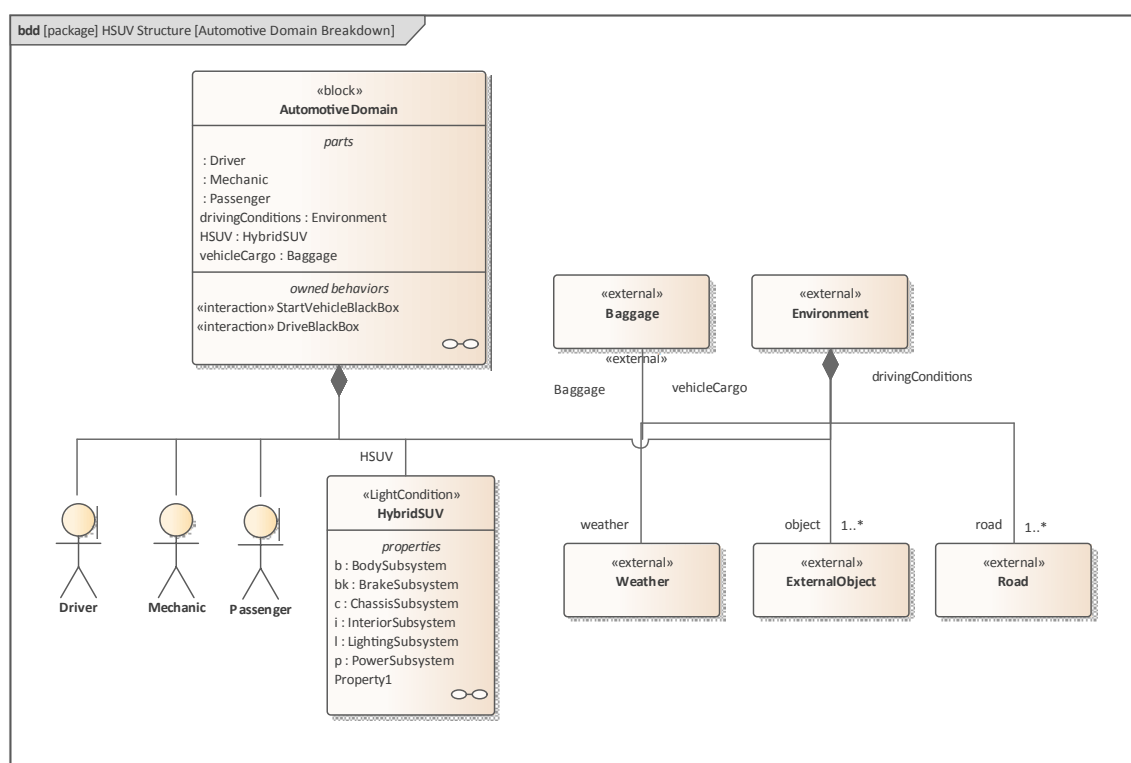 bdd [package] HSUV Structure [Automotive Domain Breakdown]
«block»
Automotive Domain
parts
: Driver
: Mechanic
: Passenger
drivingConditions : Environment
HSUV : HybridSUV
vehicleCargo : Baggage
owned behaviors
«interaction» StartVehicleBlackBox
«interaction» DriveBlackBox
«external»
Baggage
«external»
Environment
«external»
Baggage
vehicleCargo
drivingConditions
HSUV
Driver
Mechanic
Passenger
«LightCondition»
HybridSUV
properties
b : BodySubsystem
bk : BrakeSubsystem
c : ChassisSubsystem
i : InteriorSubsystem
l : LightingSubsystem
p : PowerSubsystem
Property1
weather
object
1..*
road
1..*
«external»
Weather
«external»
ExternalObject
«external»
Road